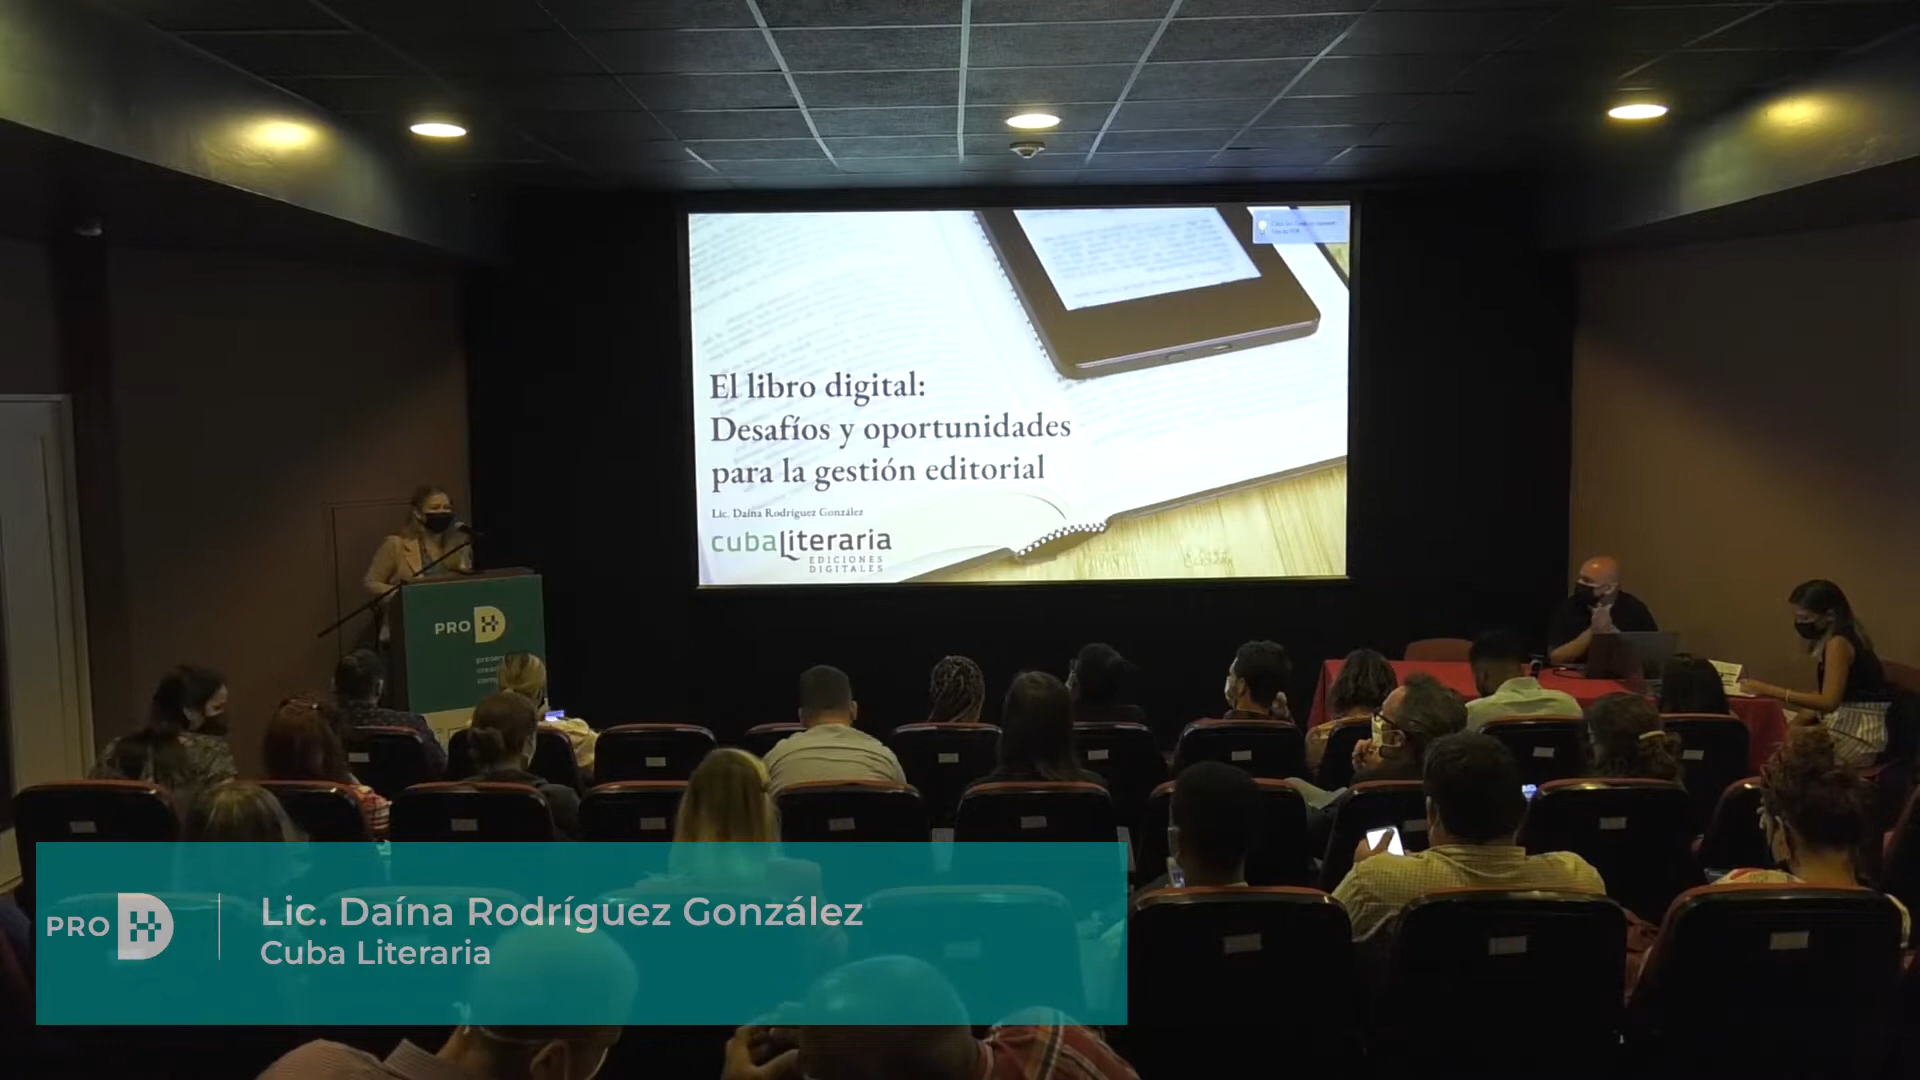 El libro digital:
Desafíos y oportunidades
para la gestión editorial
Lic. Daína Rodríguez González
cubaLiteraria
EDICIONES
DIGITALES
PRO
PRO
Lic. Daína Rodríguez González
Cuba Literaria